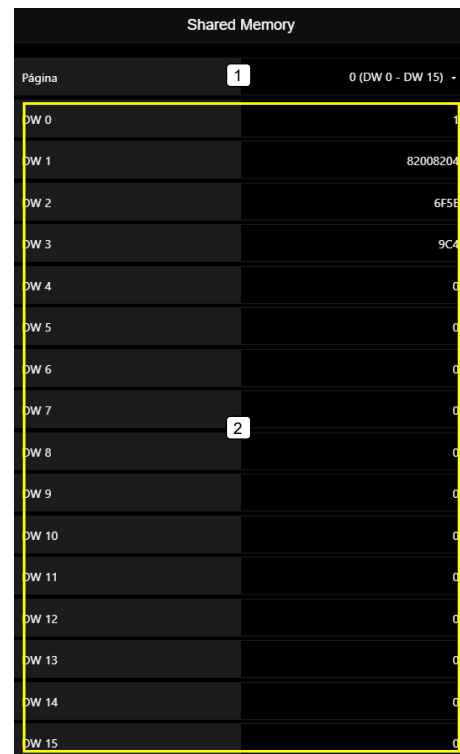 Shared Memory
Página 1 0 (DW 0 - DW 15)
DW 0 1
DW 1 82008204
DW 2 6F5E
DW 3 9C4
DW 4 0
DW 5 0
DW 6 0
DW 7 0
2
DW 8 0
DW 9 0
DW 10 0
DW 11 0
DW 12 0
DW 13 0
DW 14 0
DW 15 0